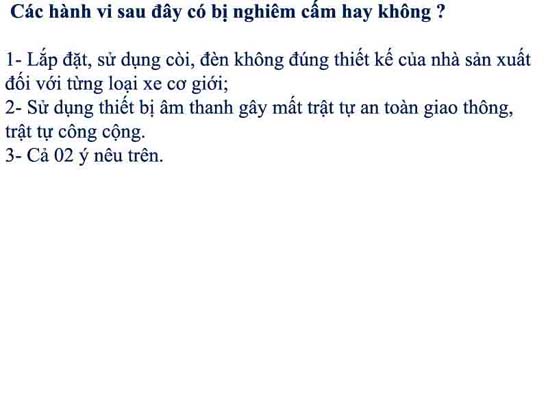 Các hành vi sau đây có bị nghiêm cấm hay không ?
1- Lắp đặt, sử dụng còi, đèn không đúng thiết kế của nhà sản xuất
đối với từng loại xe cơ giới;
2- Sử dụng thiết bị âm thanh gây mất trật tự an toàn giao thông,
trật tự công cộng.
3- Cả 02 ý nêu trên.